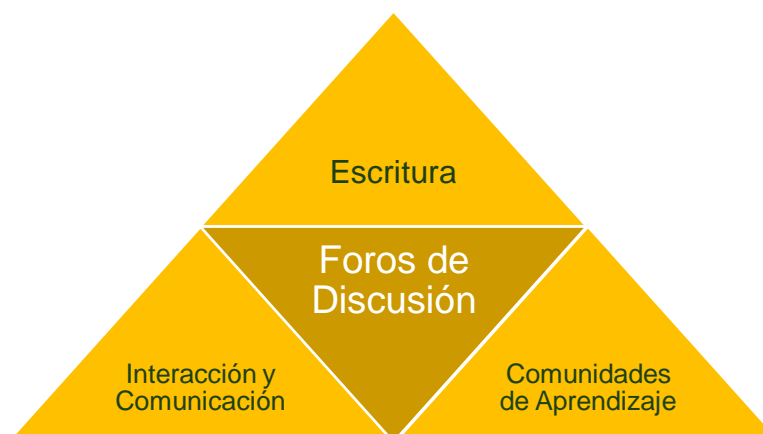 Escritura
Foros de
Discusión
Interacción y
Comunicación
Comunidades
de Aprendizaje